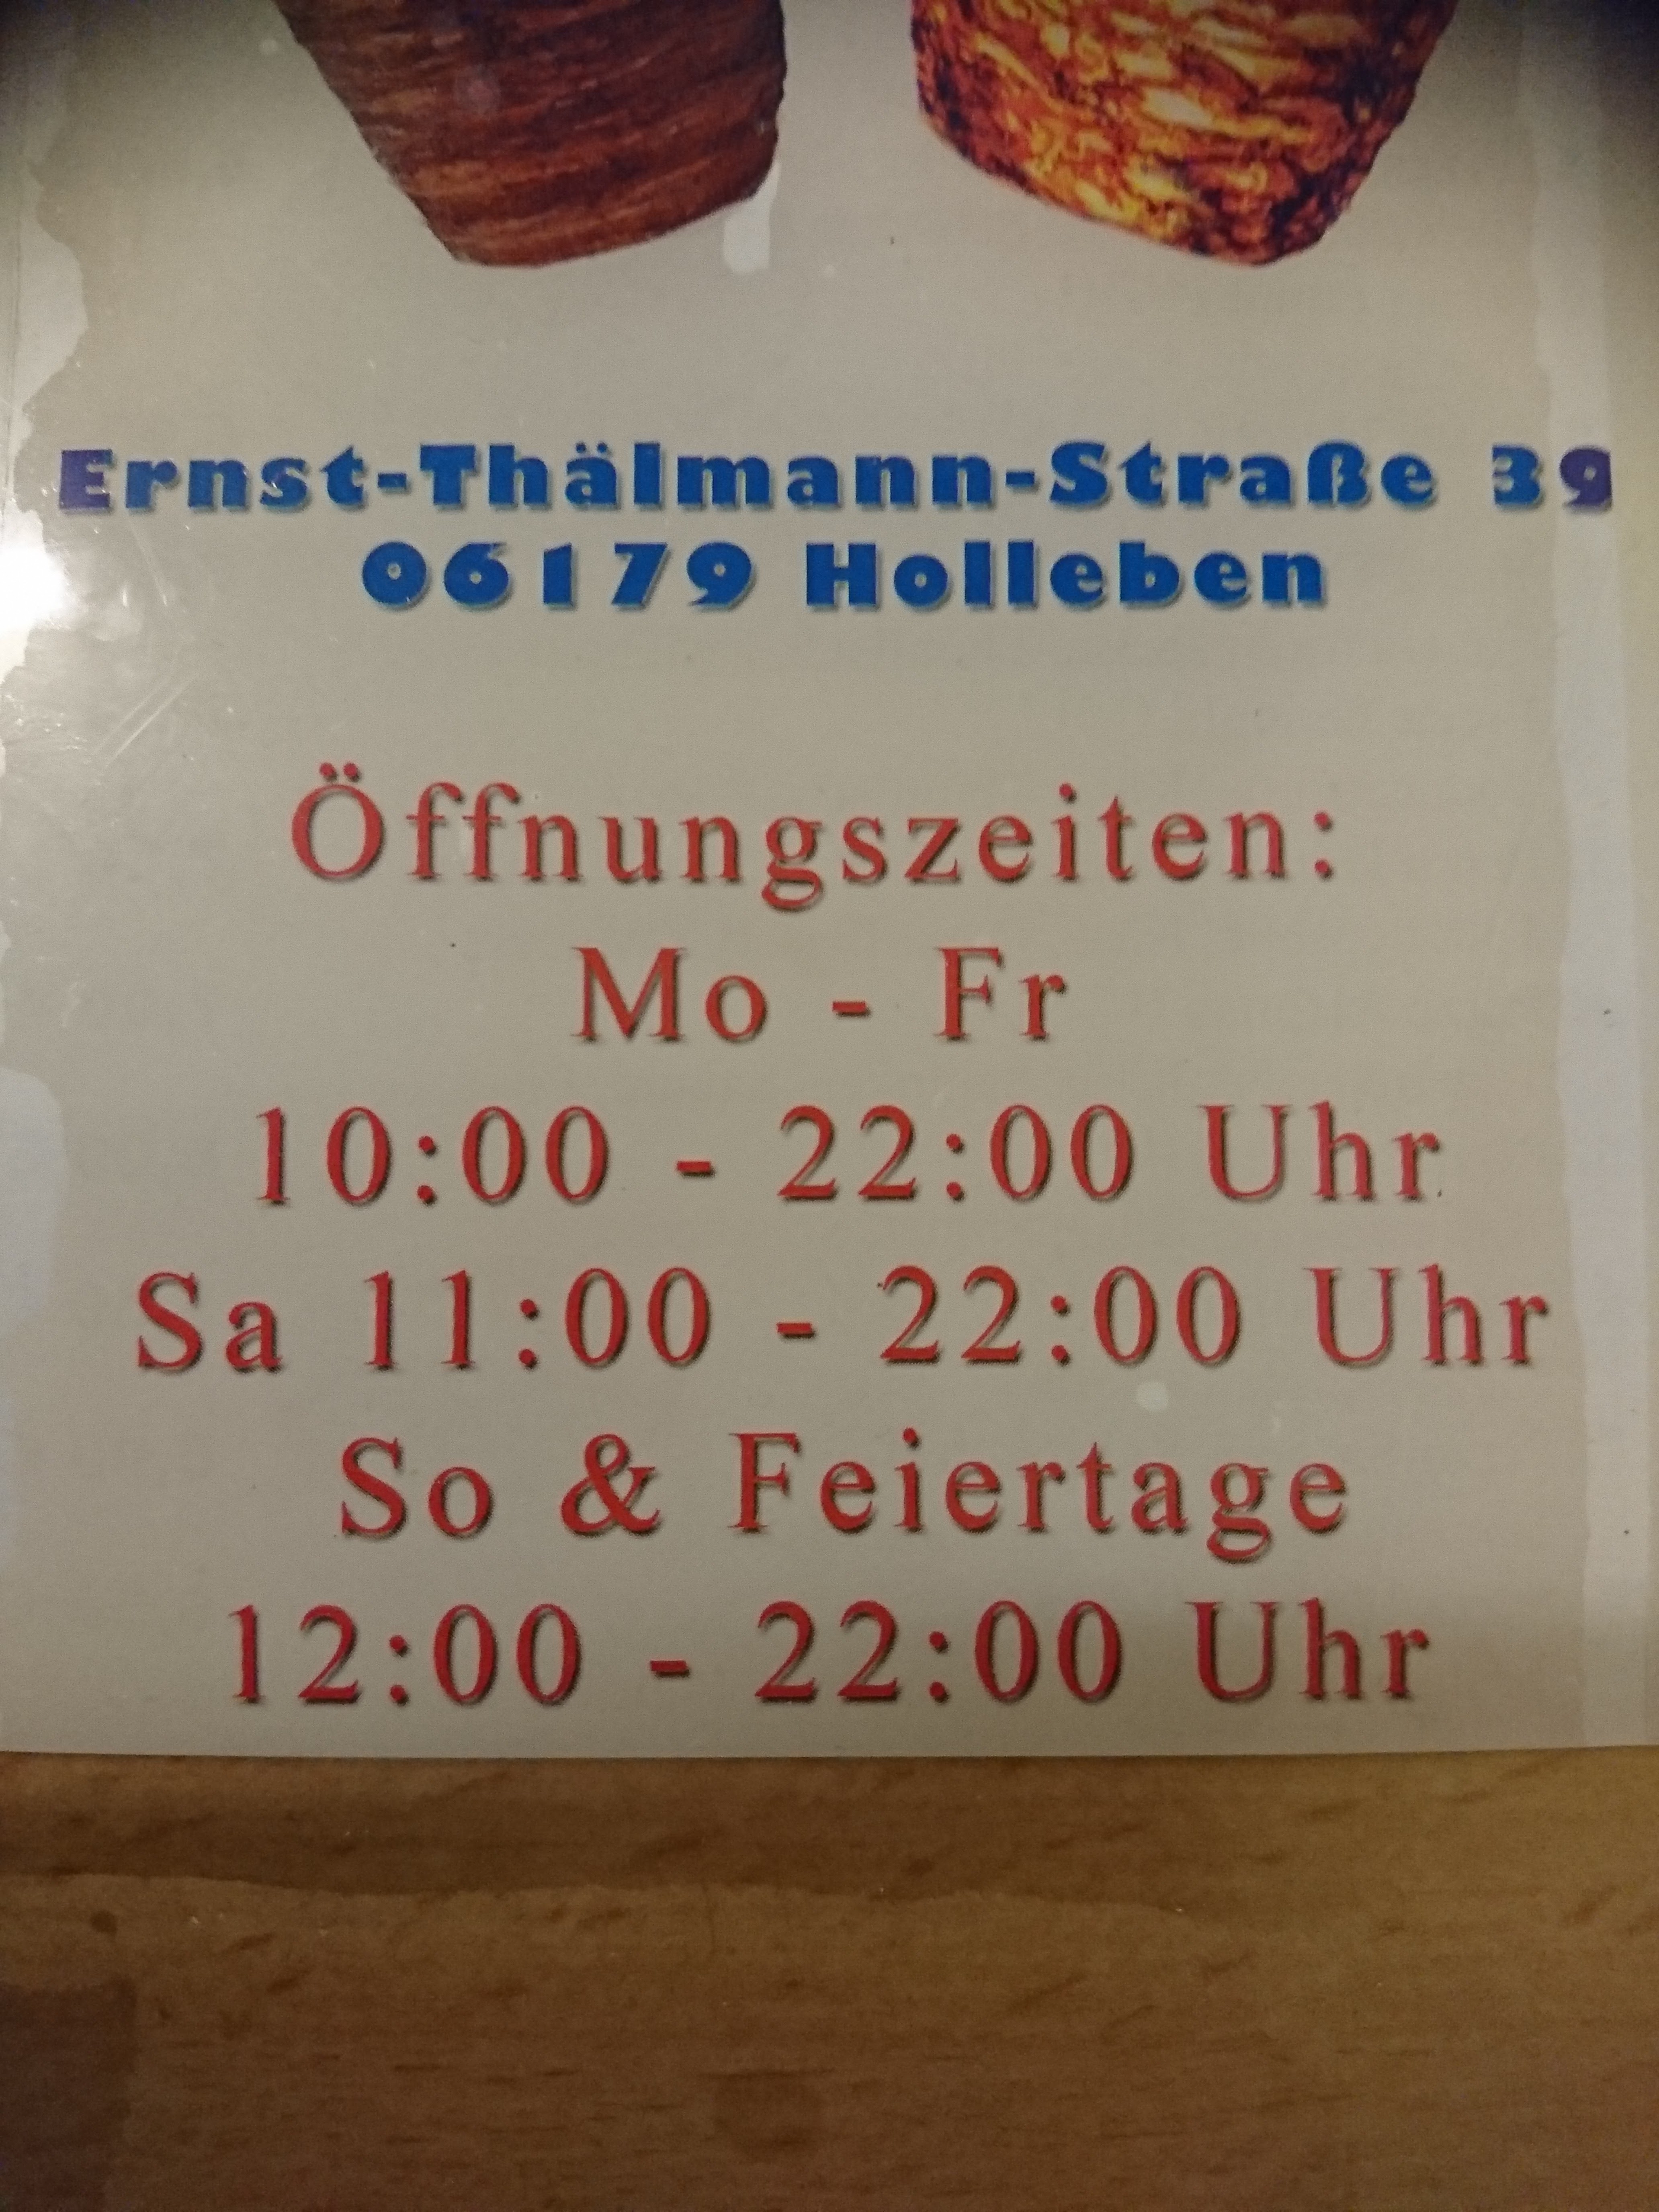 Ernst-Thälmann-Straße 39
06179 Holleben
Öffnungszeiten:
Mo - Fr
10:00 - 22:00 Uhr
Sa 11:00 - 22:00 Uhr
So & Feiertage
12:00 - 22:00 Uhr